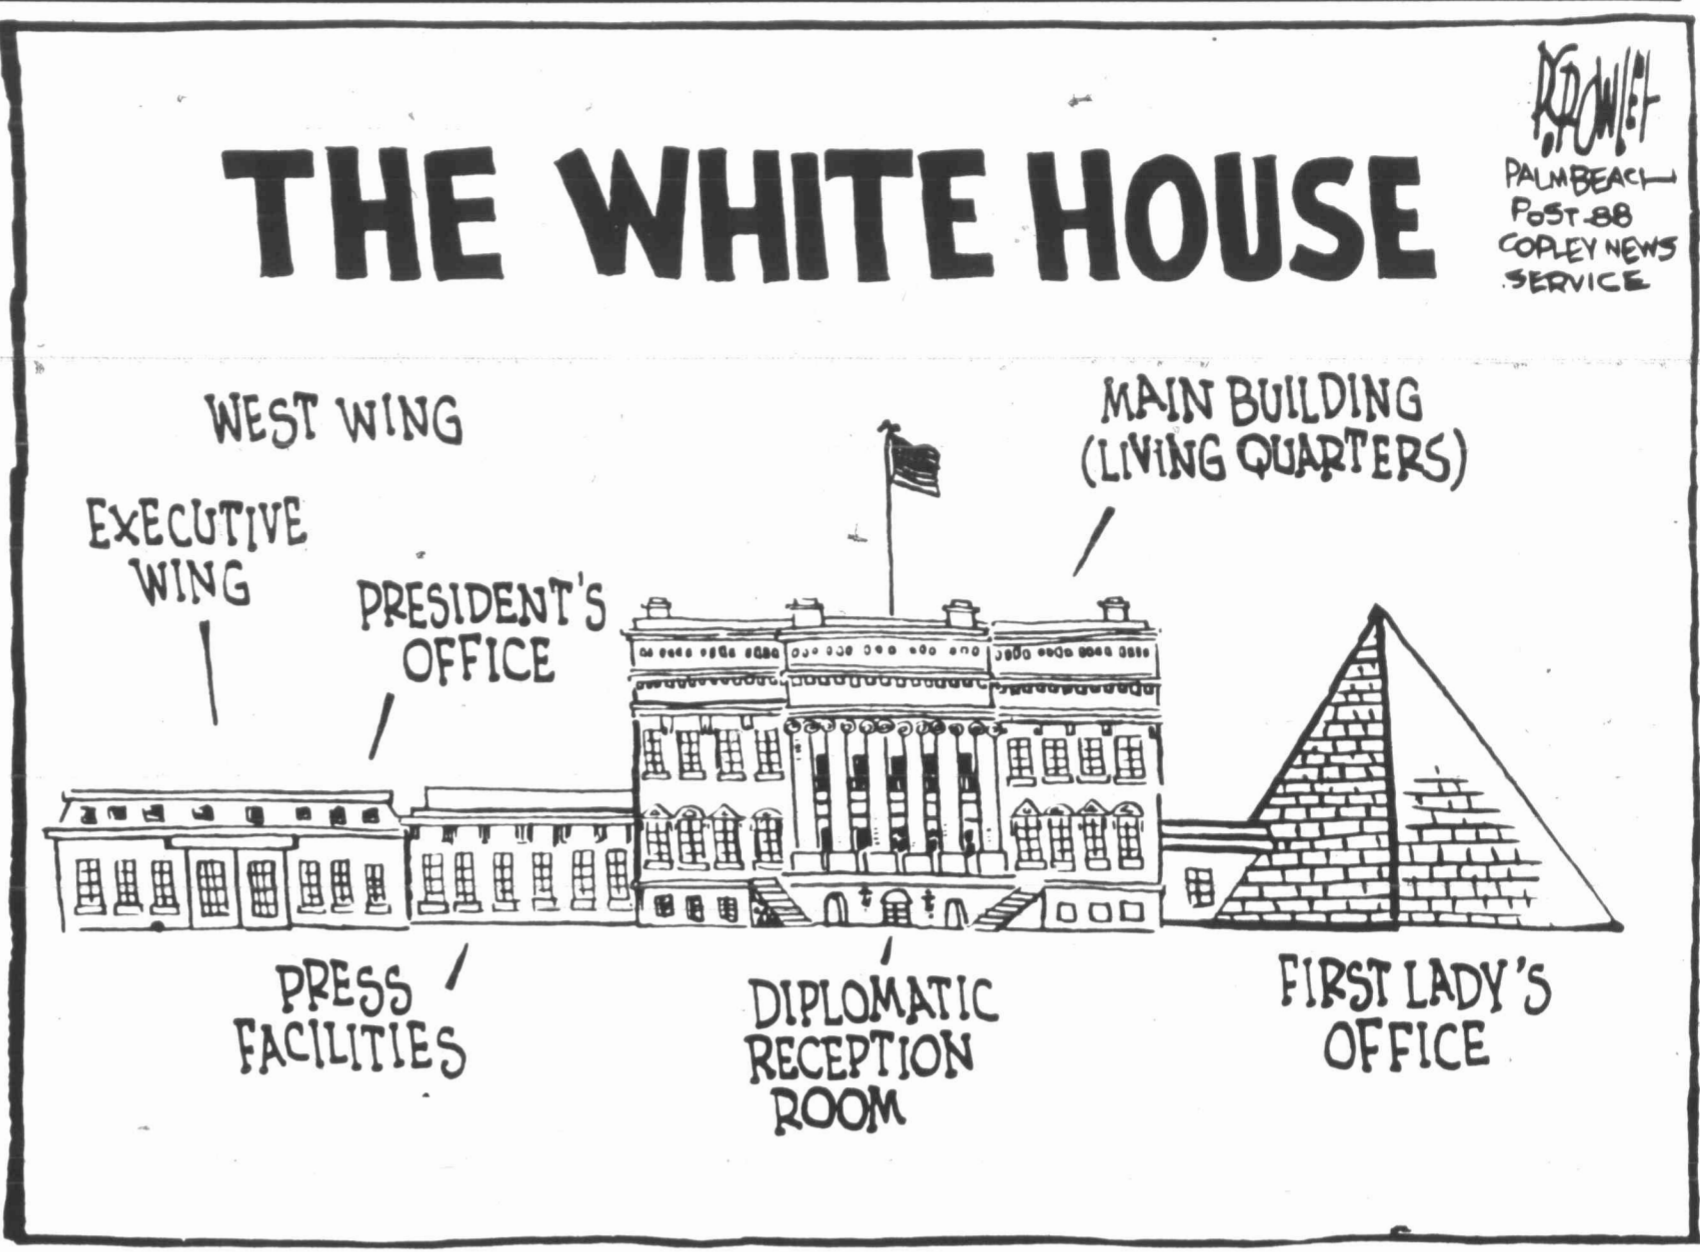 THE WHITE HOUSE
P.CROWLEY
PALM BEACH
POST-88
COPLEY NEWS
SERVICE
WEST WING
EXECUTIVE
WING
PRESIDENT'S
OFFICE
MAIN BUILDING
(LIVING QUARTERS)
PRESS
FACILITIES
DIPLOMATIC
RECEPTION
ROOM
FIRST LADY'S
OFFICE